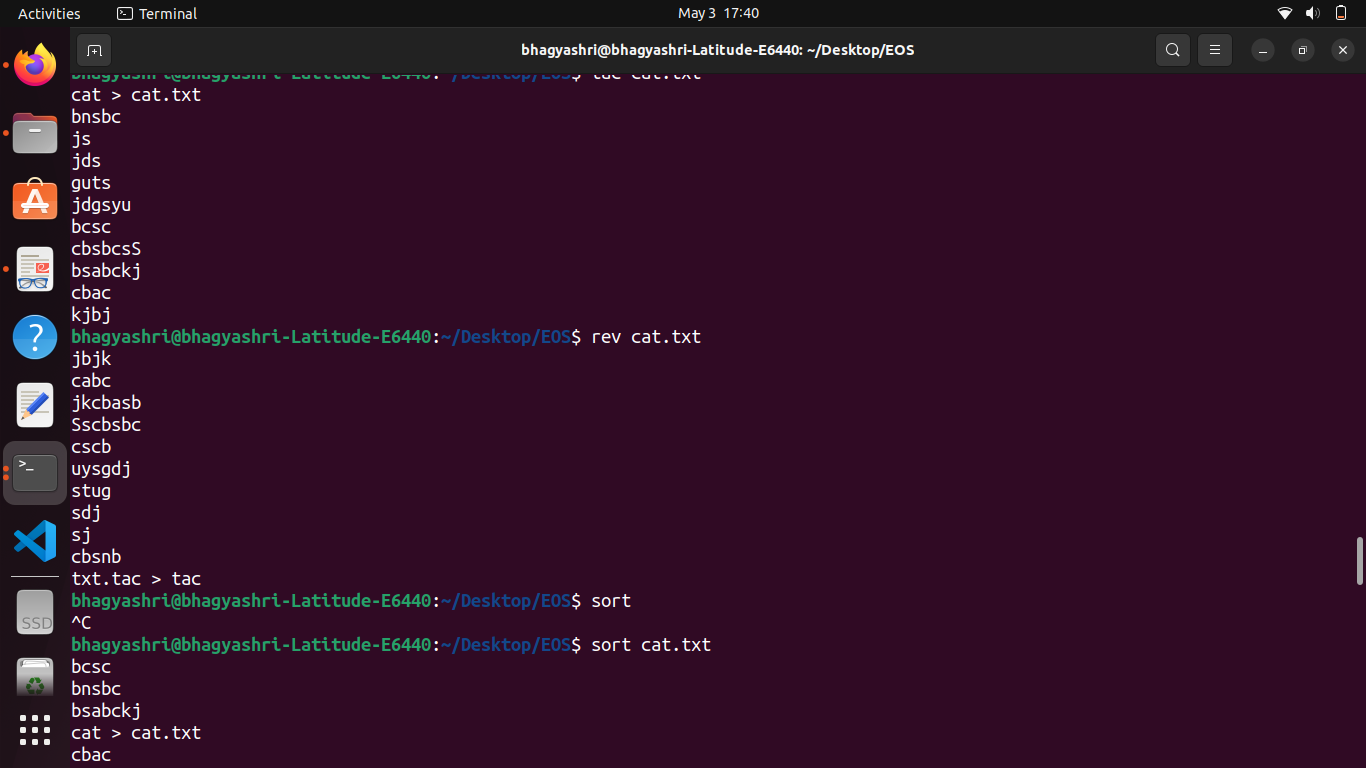 Activities
Terminal
May 3 17:40
bhagyashri@bhagyashri-Latitude-E6440: ~/Desktop/EOS
bhagyashri@bhagyashri-Latitude-E6440:~/Desktop/EOS$ tac cat.txt
cat > cat.txt
bnsbc
js
jds
guts
jdgsyu
bcsc
cbsbcsS
bsabckj
cbac
kjbj
bhagyashri@bhagyashri-Latitude-E6440:~/Desktop/EOS$ rev cat.txt
jbjk
cabc
jkcbasb
Sscbsbc
cscb
uysgdj
stug
sdj
sj
cbsnb
txt.tac > tac
bhagyashri@bhagyashri-Latitude-E6440:~/Desktop/EOS$ sort
^C
bhagyashri@bhagyashri-Latitude-E6440:~/Desktop/EOS$ sort cat.txt
bcsc
bnsbc
bsabckj
cat > cat.txt
cbac
SSD